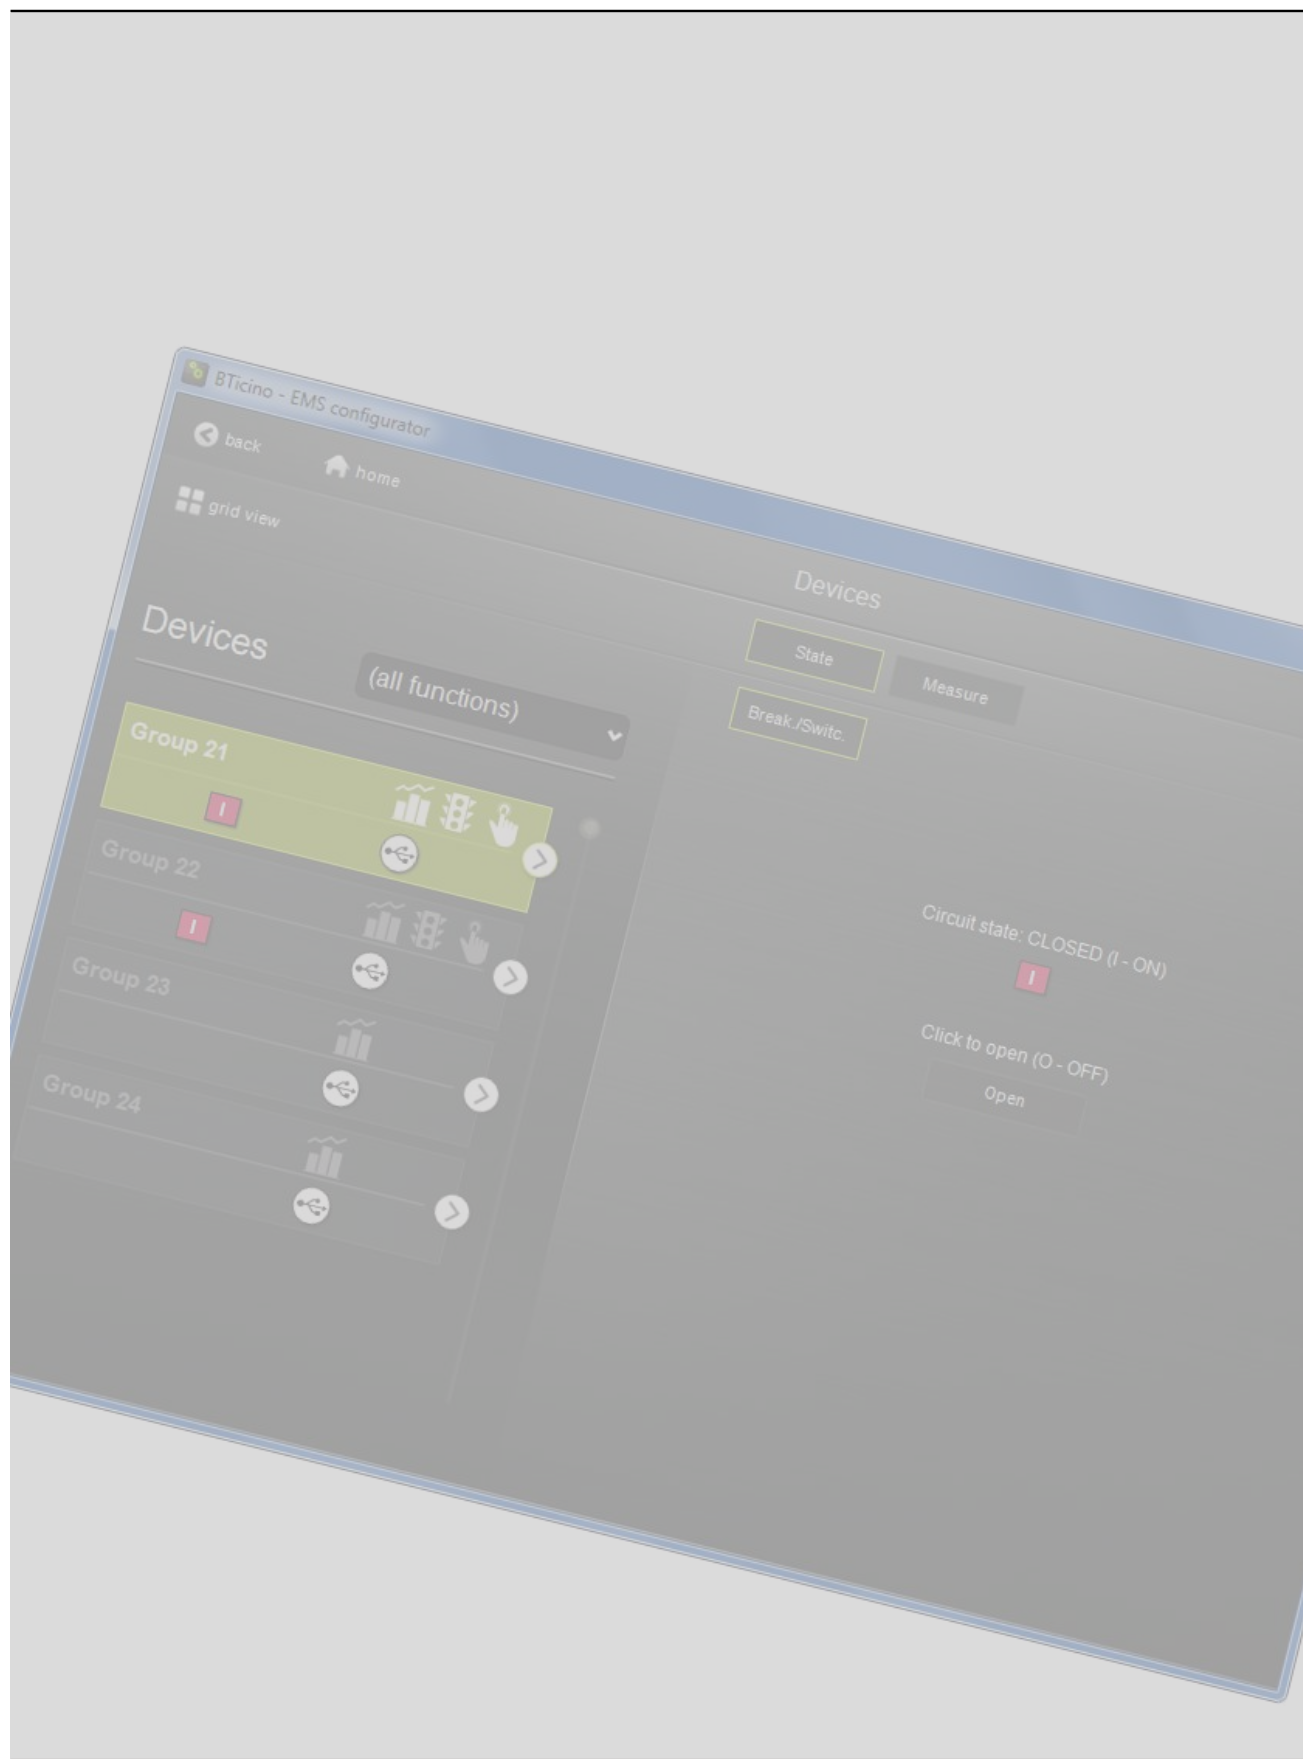 BTicino - EMS configurator
back
home
grid view
Devices
Devices
(all functions)
State
Measure
Break./Switc.
Group 21
I
Group 22
I
Group 23
Group 24
Circuit state: CLOSED (I - ON)
I
Click to open (O - OFF)
Open